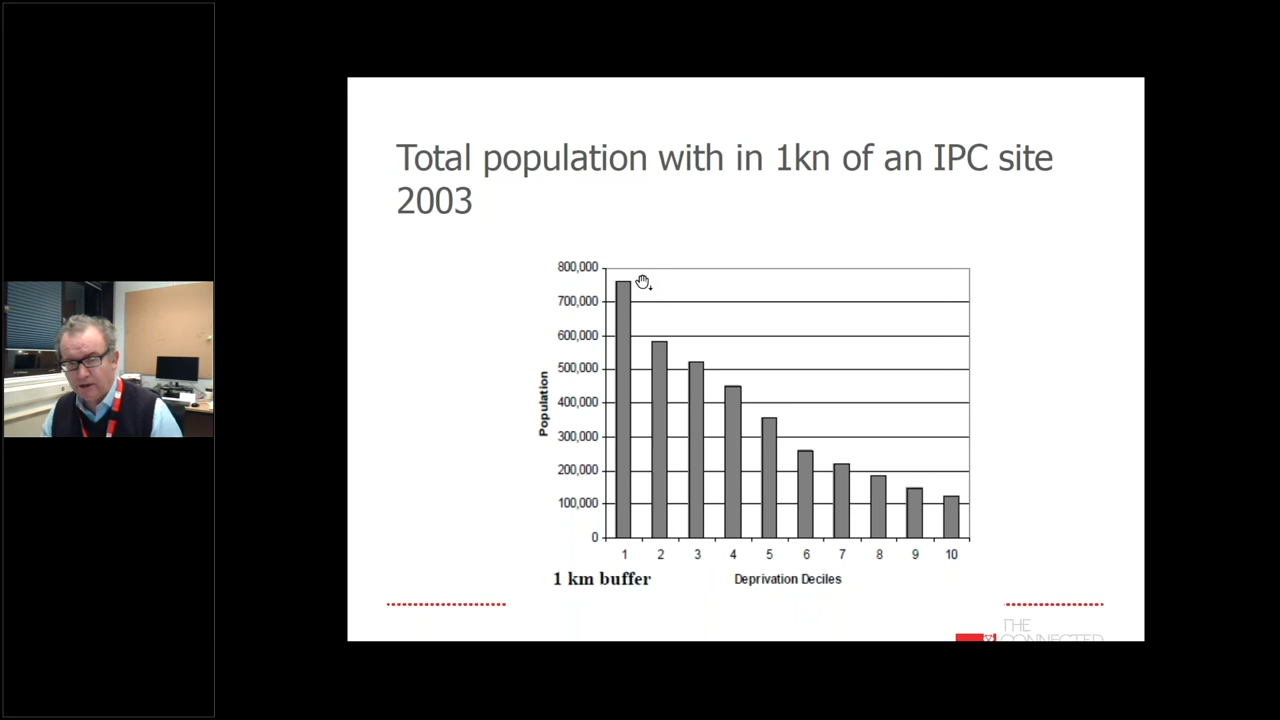 Total population with in 1kn of an IPC site
2003
800,000
700,000
600,000
500,000
400,000
300,000
200,000
100,000
0
Population
1 2 3 4 5 6 7 8 9 10
1 km buffer
Deprivation Deciles
THE
CONNECTED